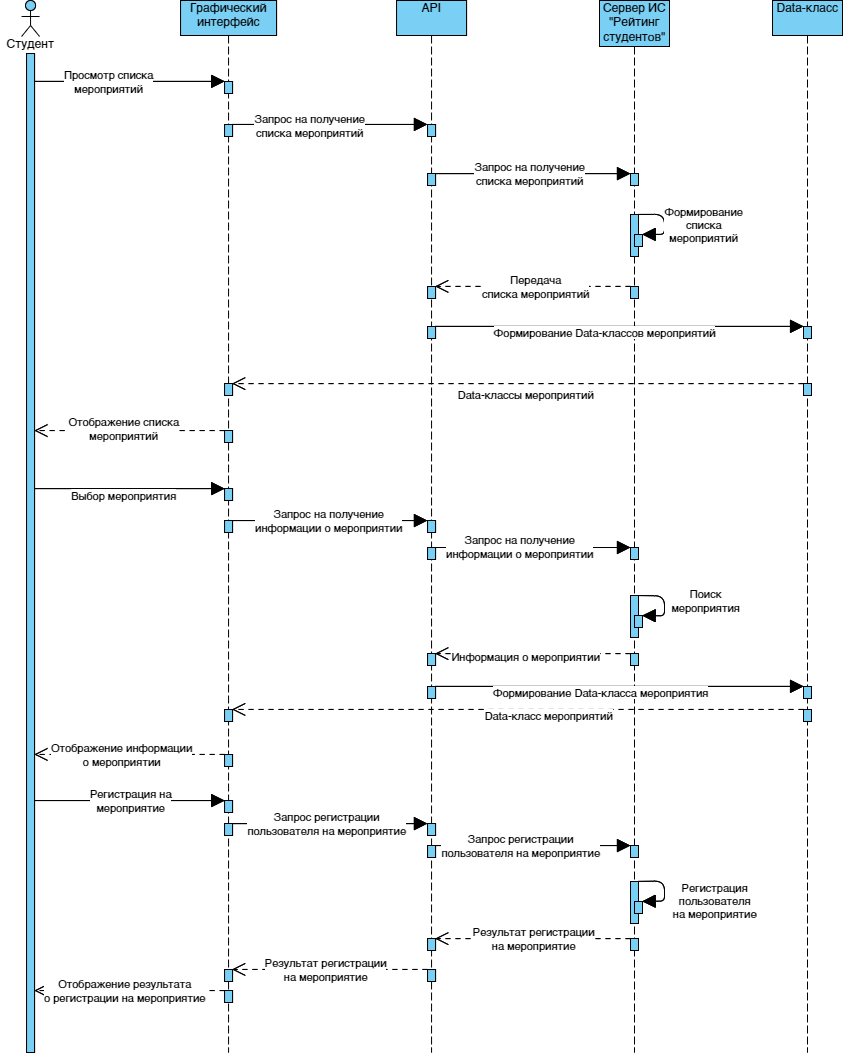 Студент
Графический
интерфейс
API
Сервер ИС
"Рейтинг
студентов"
Data-класс
Просмотр списка
мероприятий
Запрос на получение
списка мероприятий
Запрос на получение
списка мероприятий
Формирование
списка
мероприятий
Передача
списка мероприятий
Формирование Data-классов мероприятий
Data-классы мероприятий
Отображение списка
мероприятий
Выбор мероприятия
Запрос на получение
информации о мероприятии
Запрос на получение
информации о мероприятии
Поиск
мероприятия
Информация о мероприятии
Формирование Data-класса мероприятия
Data-класс мероприятий
Отображение информации
о мероприятии
Регистрация на
мероприятие
Запрос регистрации
пользователя на мероприятие
Запрос регистрации
пользователя на мероприятие
Регистрация
пользователя
на мероприятие
Результат регистрации
на мероприятие
Результат регистрации
на мероприятие
Отображение результата
о регистрации на мероприятие